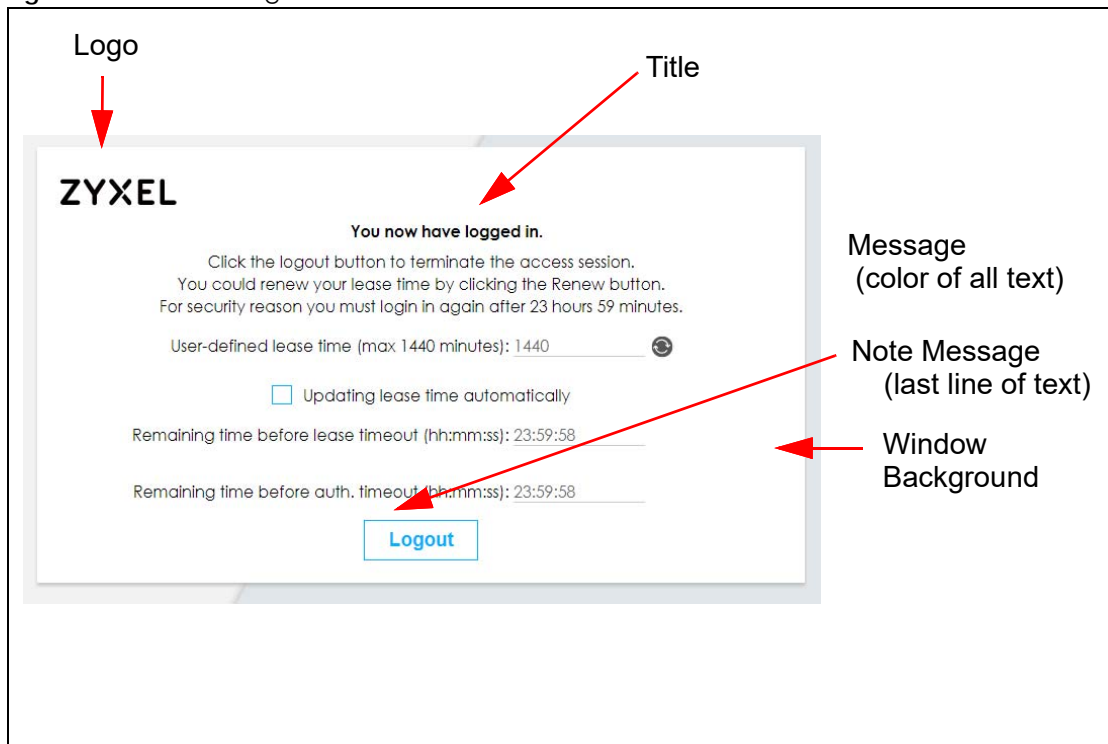 Logo
Title
ZYXEL
You now have logged in.
Click the logout button to terminate the access session.
You could renew your lease time by clicking the Renew button.
For security reason you must login in again after 23 hours 59 minutes.
User-defined lease time (max 1440 minutes): 1440
Updating lease time automatically
Remaining time before lease timeout (hh:mm:ss): 23:59:58
Remaining time before auth. timeout (hh:mm:ss): 23:59:58
Logout
Message
(color of all text)
Note Message
(last line of text)
Window
Background